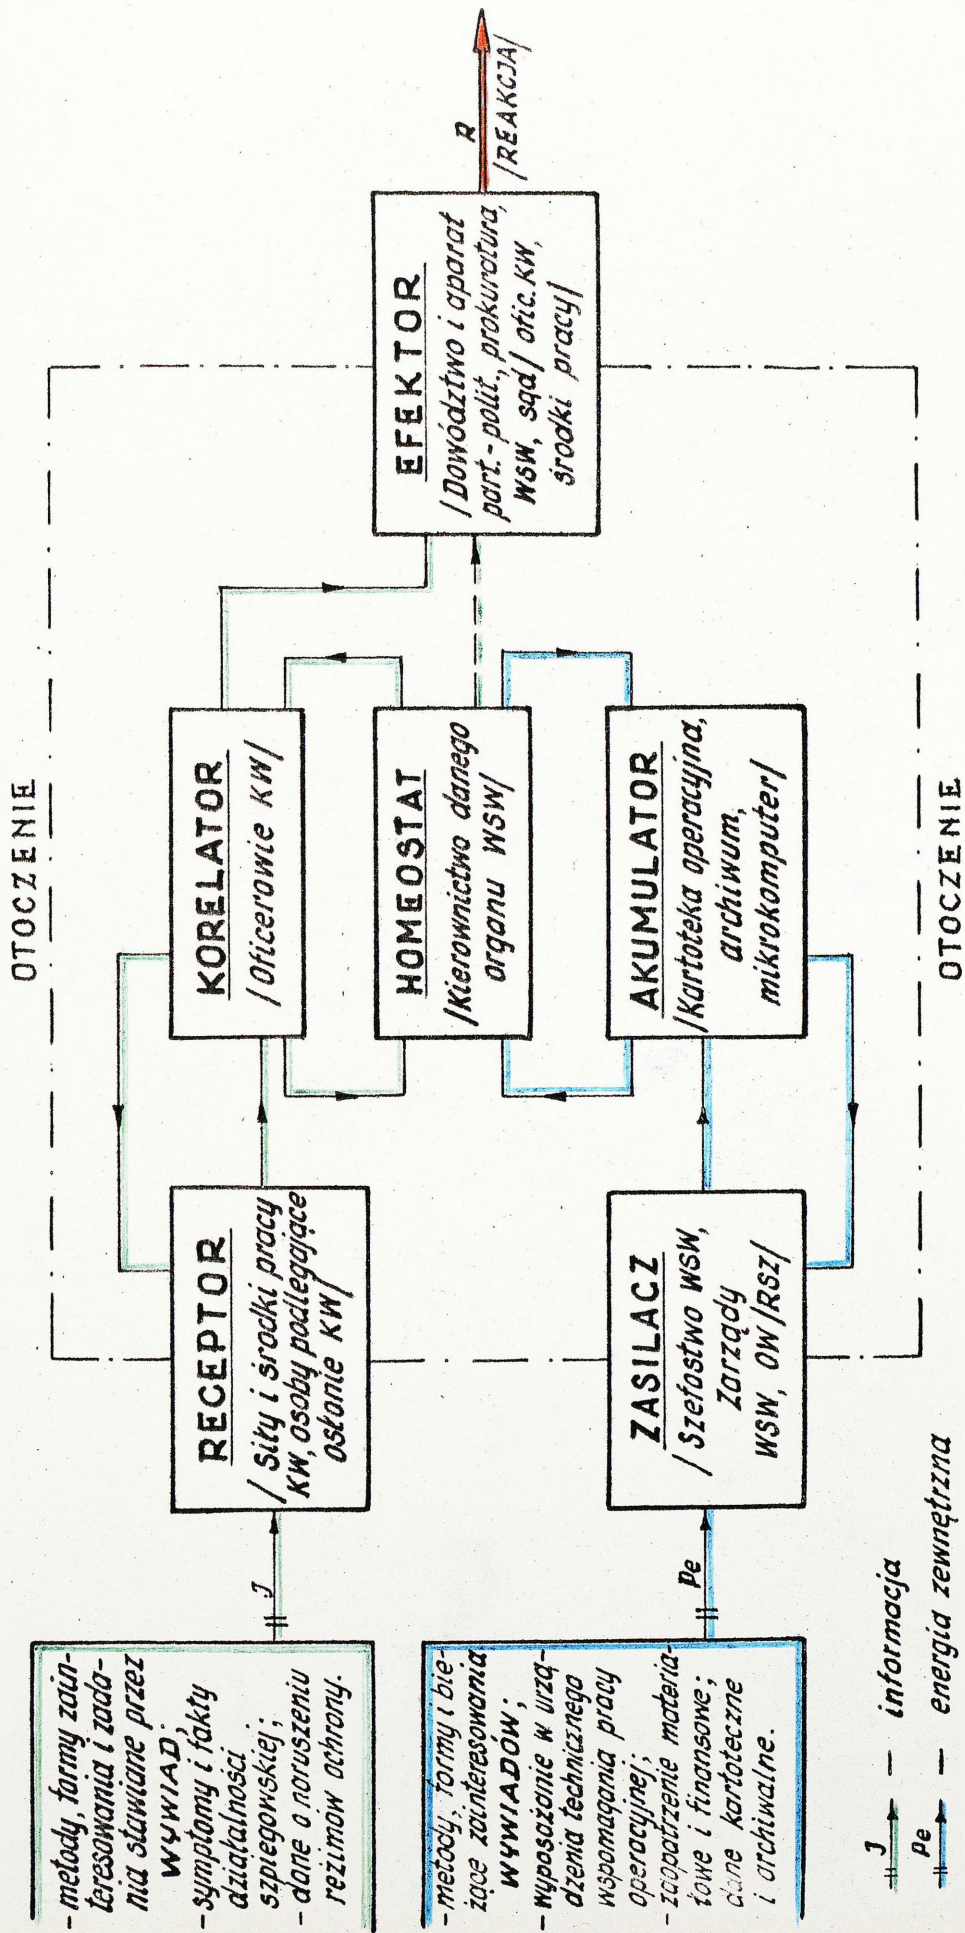 OTOCZENIE
- metody, formy zain-
teresowania i zada-
nia stawiane przez
WYWIAD;
- symptomy i fakty
działalności
szpiegowskiej;
- dane o noruszeniu
reżimów ochrony.
J
RECEPTOR
/ Siły i środki pracy
KW, osoby podlegające
osłonie KW/
KORELATOR
/Oficerowie KW/
HOMEOSTAT
/Kierownictwo danego
organu WSW/
EFEKTOR
/Dowództwo i aparat
part.-polit., prokuratura,
WSW, sąd/ ofic. KW,
środki pracy/
R
/REAKCJA/
- metody, formy i bie-
żące zainteresowania
WYWIADÓW;
- wyposażenie w urzą-
dzenia technicznego
wspomagania pracy
operacyjnej;
- zaopatrzenie materia-
łowe i finansowe;
dane kartoteczne
i archiwalne.
Pe
ZASILACZ
/ Szefostwo WSW,
Zarządy
WSW, OW /RSZ/
AKUMULATOR
/Kartoteka operacyjna,
archiwum,
mikrokomputer/
J — informacja
Pe — energia zewnętrzna
OTOCZENIE